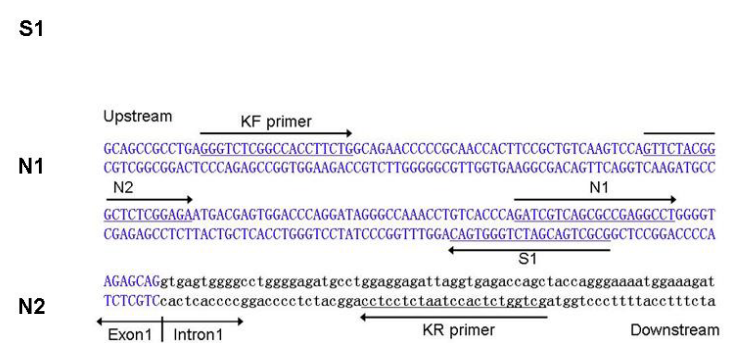 S1
Upstream
KF primer
GCAGCCGCCTGAGGGTCTCGGCCACCTTCTGGCAGAACCCCCGCAACCACTTCCGCTGTCAAGTCCAGTTCTACGG
N1
CGTCGGCGGACTCCCAGAGCCGGTGGAAGACCGTCTTGGGGGCGTTGGTGAAGGCGACAGTTCAGGTCAAGATGCC
N2 N1
GCTCTCGGAGAATGACGAGTGGACCCAGGATAGGGCCAAACCTGTCACCCAGATCGTCAGCGCCGAGGCCTGGGGT
CGAGAGCCTCTTACTGCTCACCTGGGTCCTATCCCGGTTTGGACAGTGGGTCTAGCAGTCGCGGCTCCGGACCCCA
S1
AGAGCAGgtgagtggggcctggggagatgcctggaggagattaggtgagaccagctaccagggaaaatggaaagat
N2
TCTCGTCcactcaccccggacccctctacggacctcctctaatccactctggtcgatggtcccttttacctttcta
Exon1 Intron1 KR primer Downstream